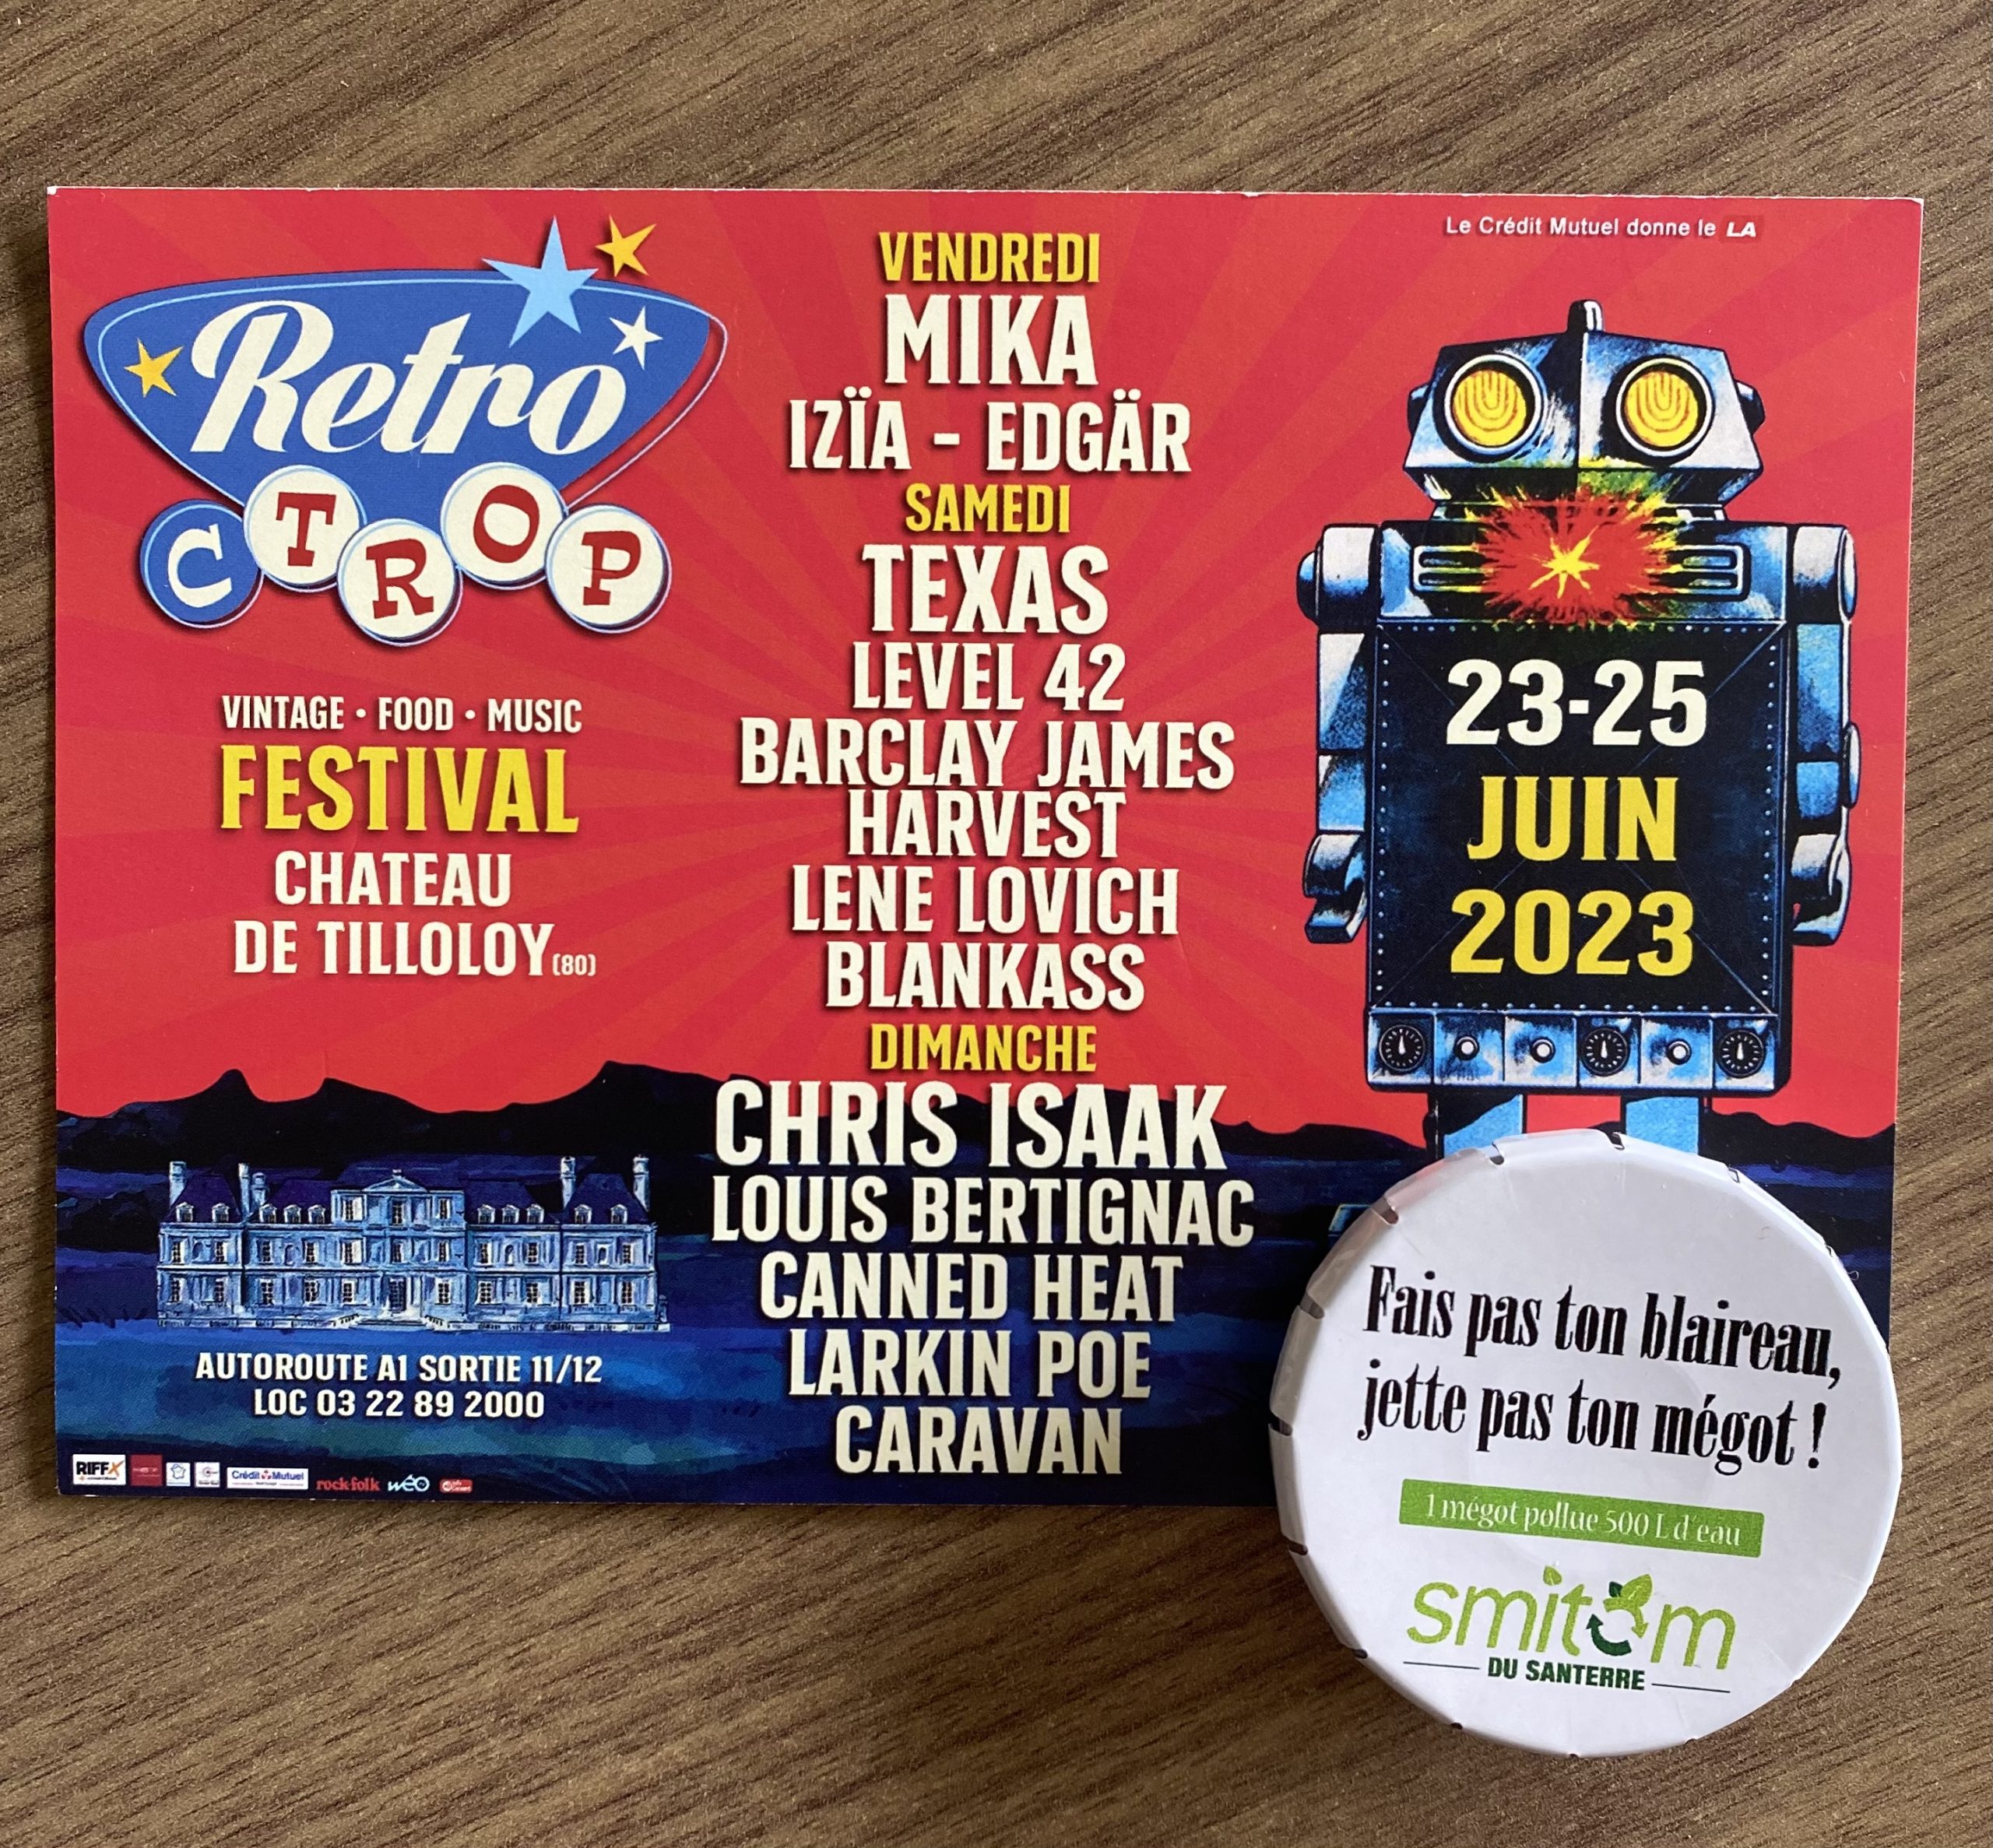 Le Crédit Mutuel donne le LA
Retro
C TROP
VINTAGE • FOOD • MUSIC
FESTIVAL
CHATEAU
DE TILLOLOY (80)
AUTOROUTE A1 SORTIE 11/12
LOC 03 22 89 2000
RIFFX
Crédit Mutuel
rock&folk
wéo
VENDREDI
MIKA
IZÏA - EDGÄR
SAMEDI
TEXAS
LEVEL 42
BARCLAY JAMES
HARVEST
LENE LOVICH
BLANKASS
DIMANCHE
CHRIS ISAAK
LOUIS BERTIGNAC
CANNED HEAT
LARKIN POE
CARAVAN
23-25
JUIN
2023
Fais pas ton blaireau,
jette pas ton mégot !
1 mégot pollue 500 L d'eau
smitom
DU SANTERRE